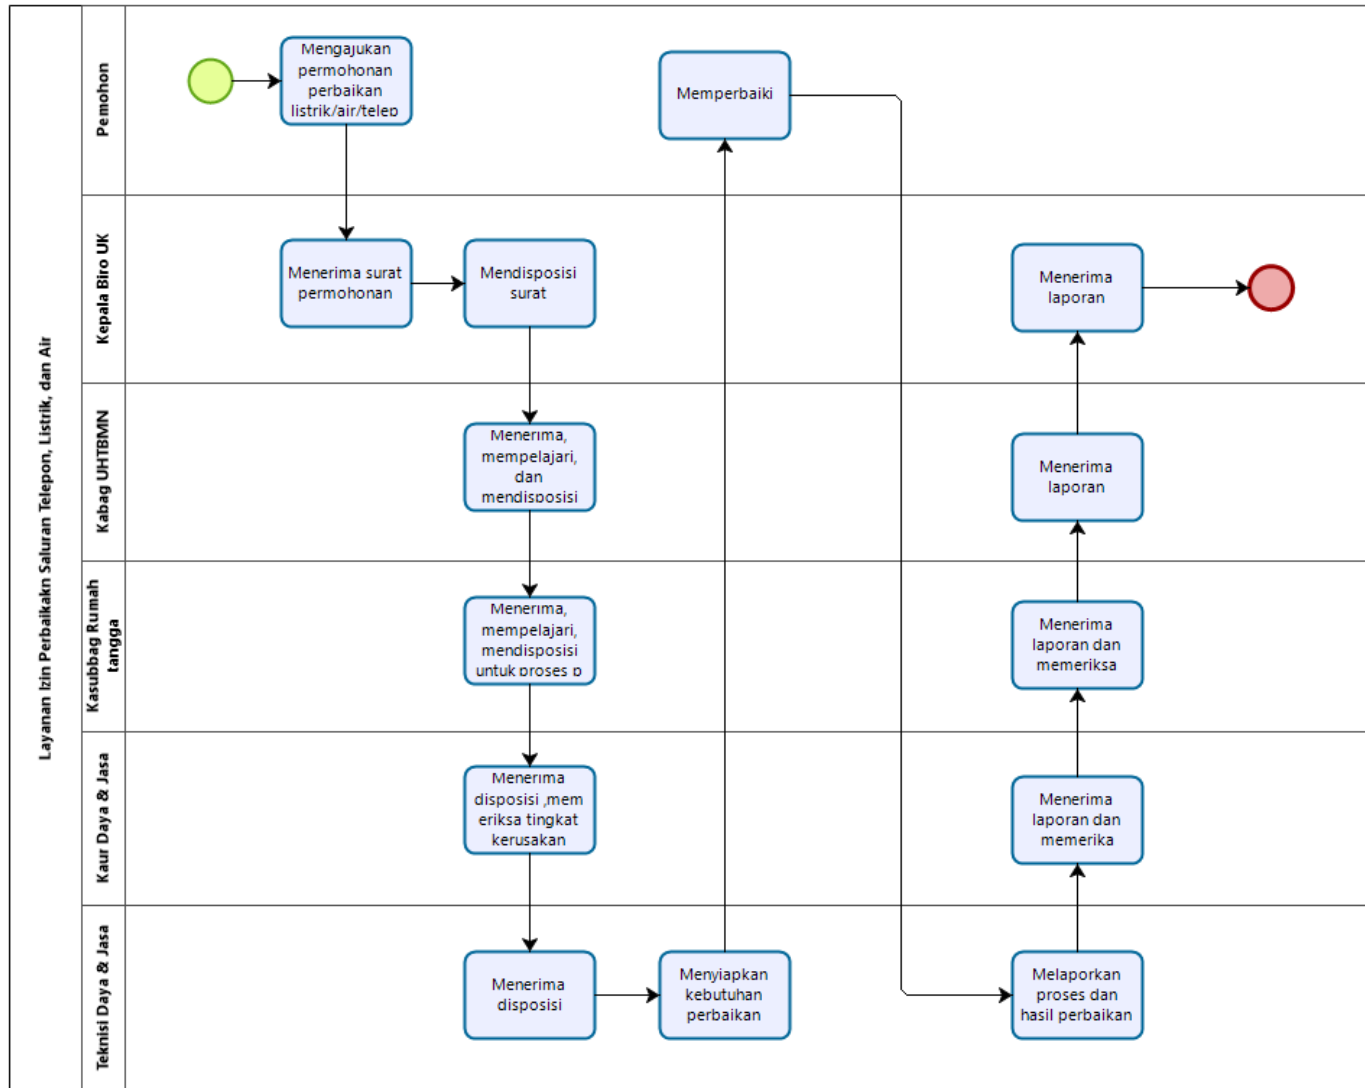 Layanan Izin Perbaikakn Saluran Telepon, Listrik, dan Air
Pemohon
Mengajukan
permohonan
perbaikan
listrik/air/telep
Memperbaiki
Kepala Biro UK
Menerima surat
permohonan
Mendisposisi
surat
Menerima
laporan
Kabag UHTBMN
Menerima,
mempelajari,
dan
mendisposisi
Menerima
laporan
Kasubbag Rumah
tangga
Menerima,
mempelajari,
mendisposisi
untuk proses p
Menerima
laporan dan
memeriksa
Kaur Daya & Jasa
Menerima
disposisi ,mem
eriksa tingkat
kerusakan
Menerima
laporan dan
memerika
Teknisi Daya & Jasa
Menerima
disposisi
Menyiapkan
kebutuhan
perbaikan
Melaporkan
proses dan
hasil perbaikan